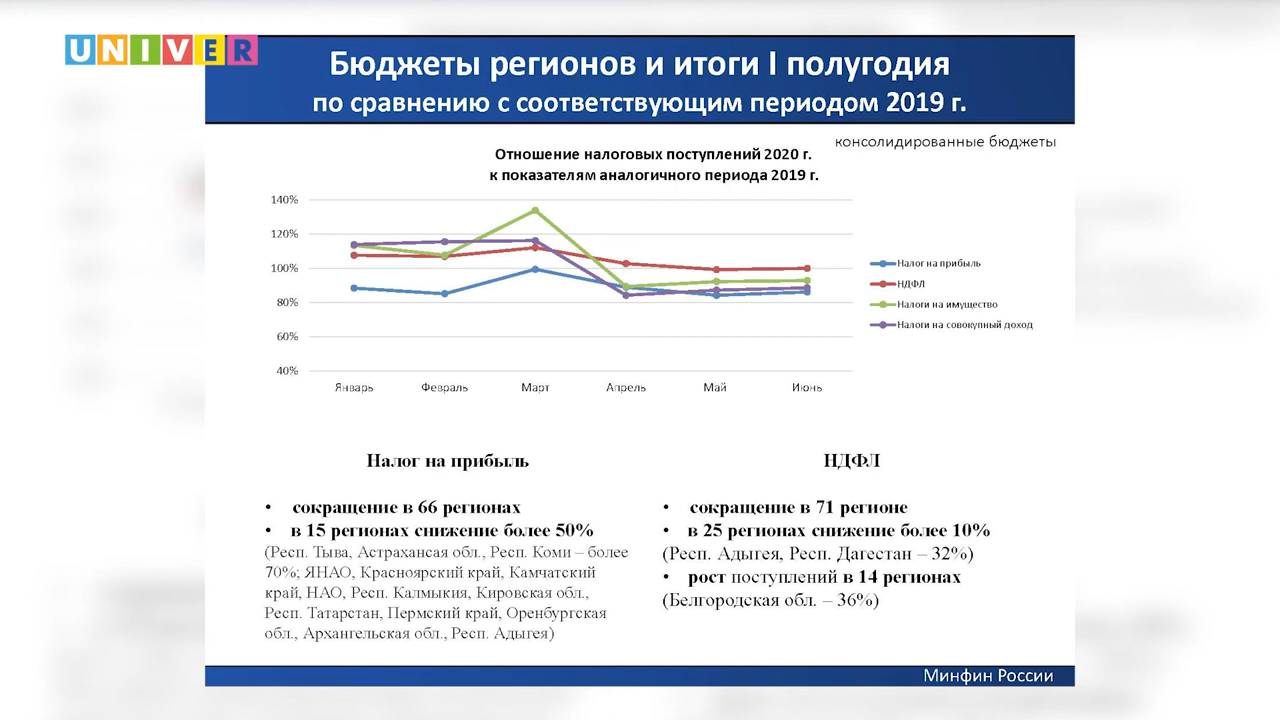 UNIVER
Бюджеты регионов и итоги I полугодия
по сравнению с соответствующим периодом 2019 г.
консолидированные бюджеты
Отношение налоговых поступлений 2020 г.
к показателям аналогичного периода 2019 г.
140%
120%
100%
80%
60%
40%
Январь Февраль Март Апрель Май Июнь
Налог на прибыль
НДФЛ
Налоги на имущество
Налоги на совокупный доход
Налог на прибыль
• сокращение в 66 регионах
• в 15 регионах снижение более 50%
(Респ. Тыва, Астрахансая обл., Респ. Коми – более
70%; ЯНАО, Красноярский край, Камчатский
край, НАО, Респ. Калмыкия, Кировская обл.,
Респ. Татарстан, Пермский край, Оренбургская
обл., Архангельская обл., Респ. Адыгея)
НДФЛ
• сокращение в 71 регионе
• в 25 регионах снижение более 10%
(Респ. Адыгея, Респ. Дагестан – 32%)
• рост поступлений в 14 регионах
(Белгородская обл. – 36%)
Минфин России